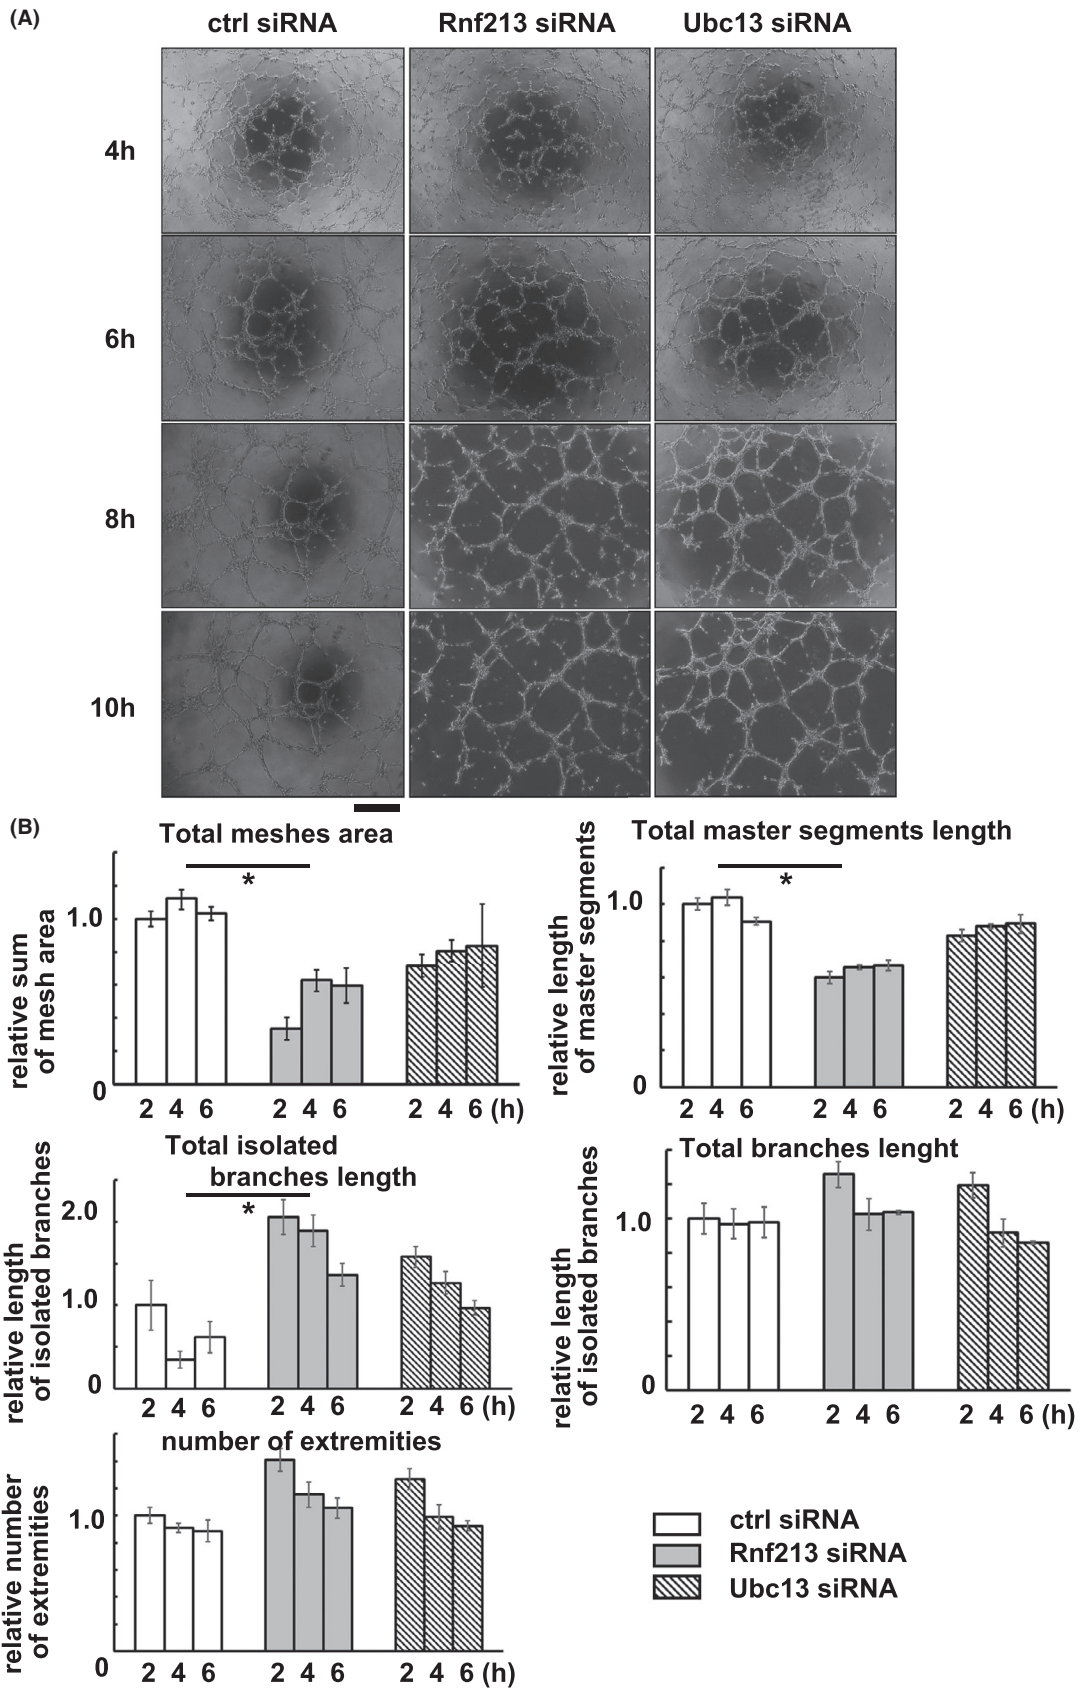 (A)
ctrl siRNA Rnf213 siRNA Ubc13 siRNA
4h
6h
8h
10h
(B)
Total meshes area
relative sum
of mesh area
1.0
0
*
2 4 6 2 4 6 2 4 6 (h)
Total master segments length
relative length
of master segments
1.0
0
*
2 4 6 2 4 6 2 4 6 (h)
Total isolated
branches length
relative length
of isolated branches
2.0
1.0
0
*
2 4 6 2 4 6 2 4 6 (h)
Total branches lenght
relative length
of isolated branches
1.0
0
2 4 6 2 4 6 2 4 6 (h)
number of extremities
relative number
of extremities
1.0
0
2 4 6 2 4 6 2 4 6 (h)
ctrl siRNA
Rnf213 siRNA
Ubc13 siRNA